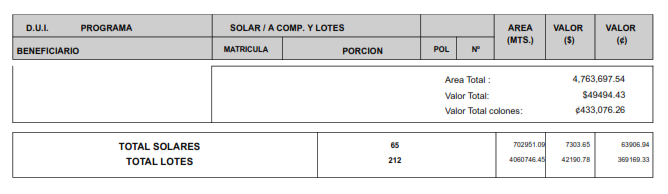 D.U.I. PROGRAMA SOLAR / A COMP. Y LOTES AREA (MTS.) VALOR ($) VALOR (¢)
BENEFICIARIO MATRICULA PORCION POL Nº
Area Total : 4,763,697.54
Valor Total: $49494.43
Valor Total colones: ¢433,076.26
TOTAL SOLARES 65 702951.09 7303.65 63906.94
TOTAL LOTES 212 4060746.45 42190.78 369169.33